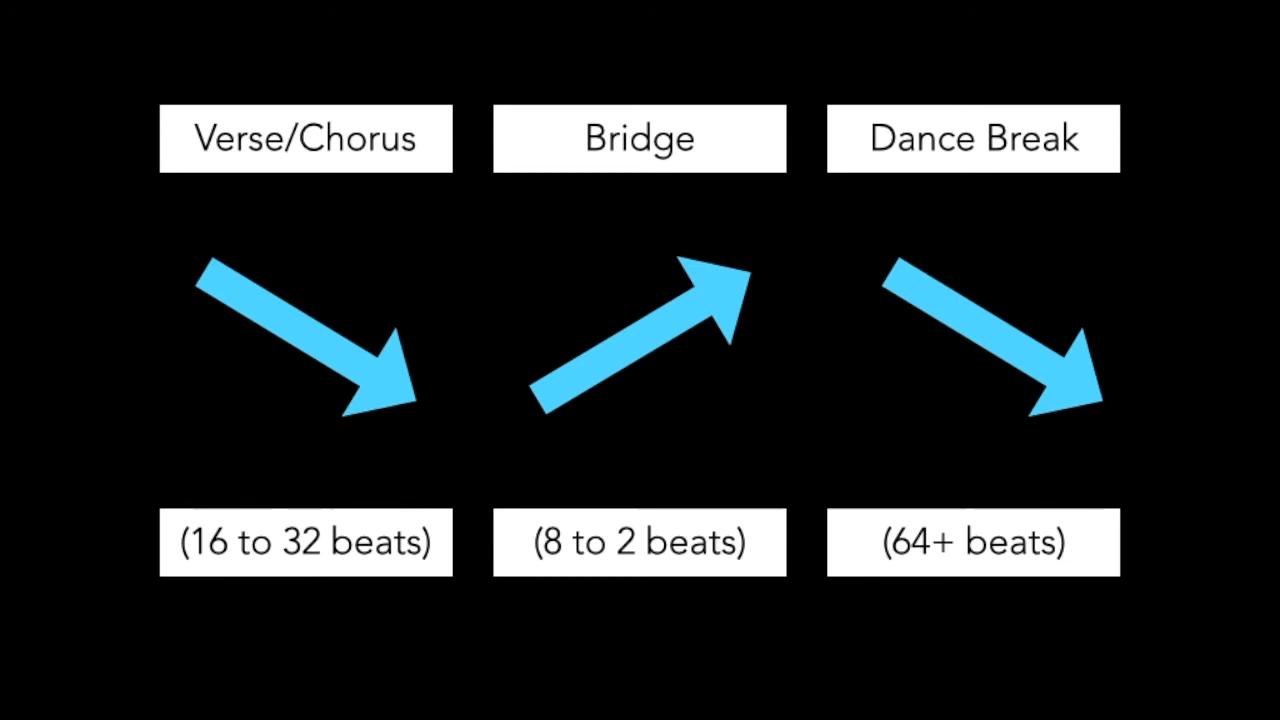 Verse/Chorus
Bridge
Dance Break
(16 to 32 beats)
(8 to 2 beats)
(64+ beats)